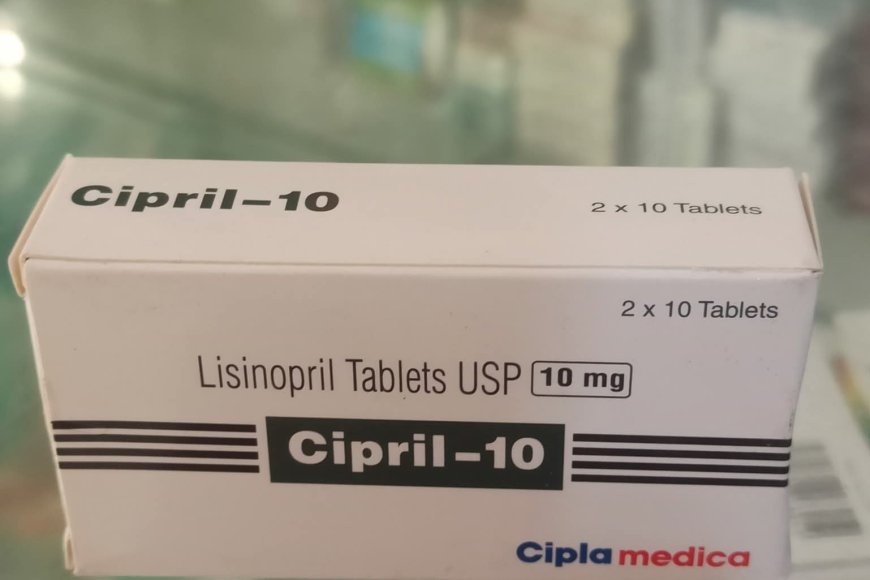 Cipril-10
2 x 10 Tablets
2 x 10 Tablets
Lisinopril Tablets USP 10 mg
Cipril-10
Cipla medica